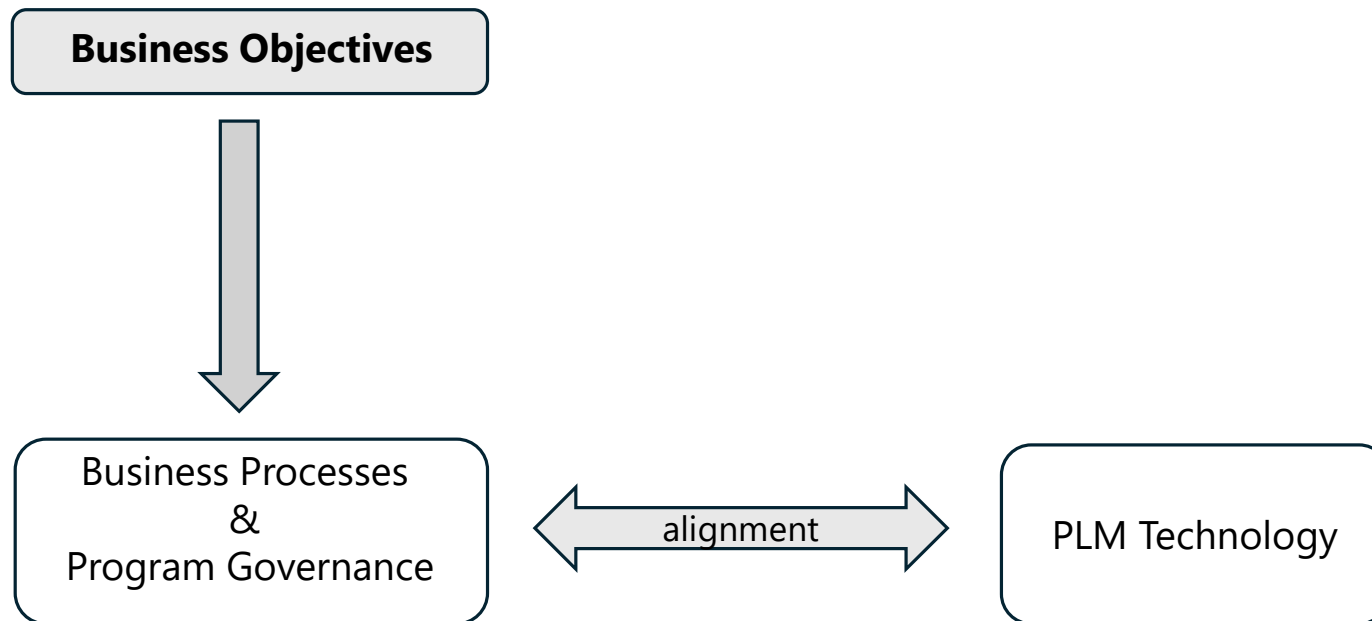 Business Objectives
Business Processes
&
Program Governance
alignment
PLM Technology